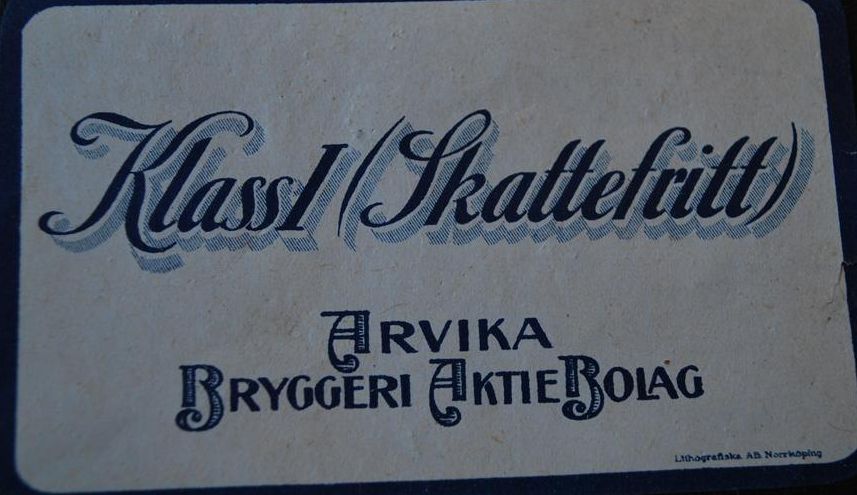 Klass I (Skattefritt)
ARVIKA
BRYGGERI AKTIEBOLAG
Lithografiska AB. Norrköping